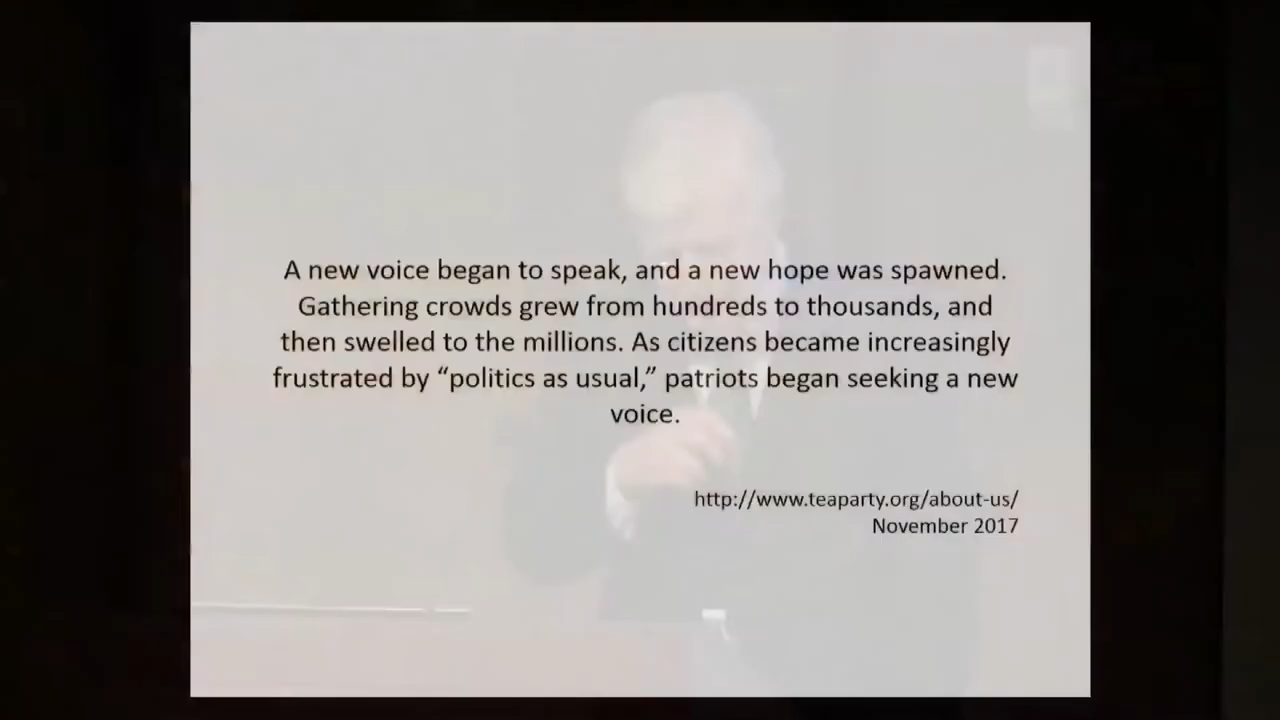 A new voice began to speak, and a new hope was spawned.
Gathering crowds grew from hundreds to thousands, and
then swelled to the millions. As citizens became increasingly
frustrated by “politics as usual,” patriots began seeking a new
voice.
http://www.teaparty.org/about-us/
November 2017